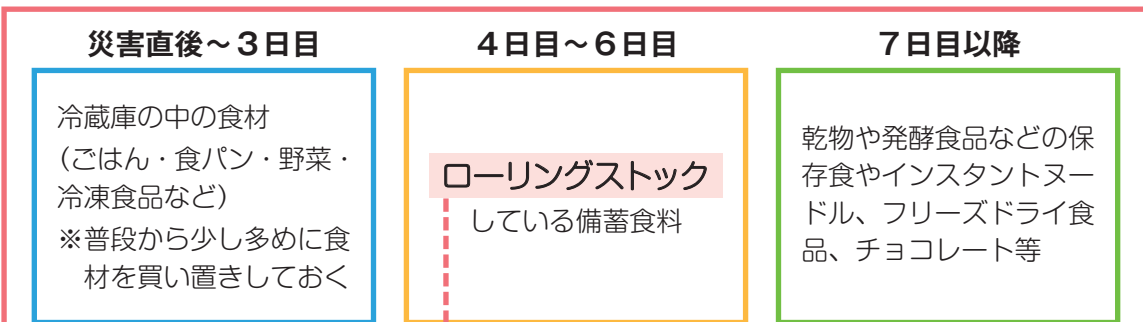 災害直後～３日目
冷蔵庫の中の食材
（ごはん・食パン・野菜・
冷凍食品など）
※普段から少し多めに食
材を買い置きしておく
４日目～６日目
ローリングストック
している備蓄食料
７日目以降
乾物や発酵食品などの保
存食やインスタントヌー
ドル、フリーズドライ食
品、チョコレート等